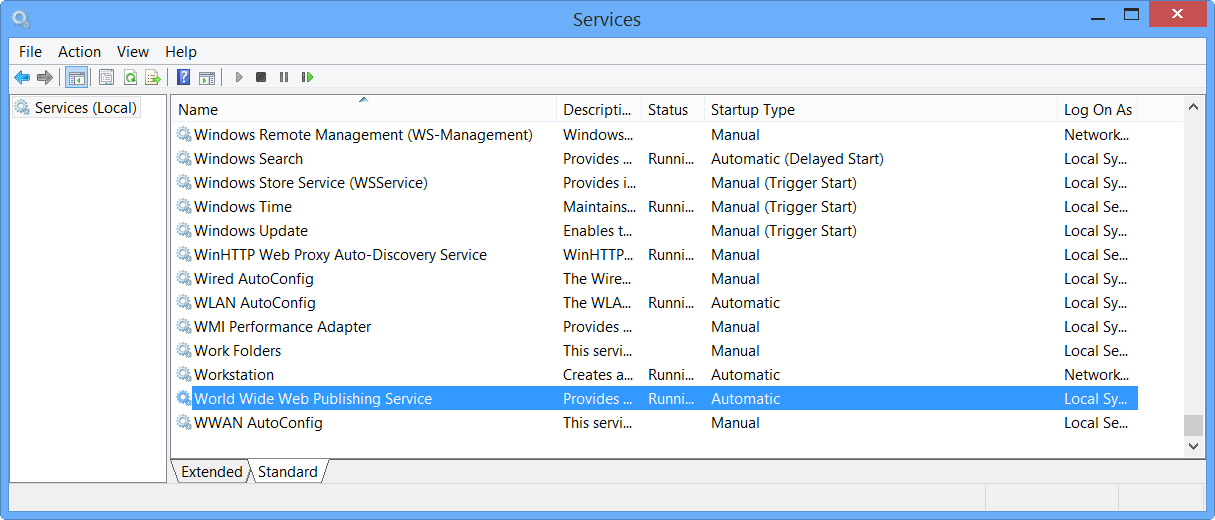 Services
File Action View Help
Services (Local)
Name Descripti... Status Startup Type Log On As
Windows Remote Management (WS-Management) Windows... Manual Network...
Windows Search Provides ... Runni... Automatic (Delayed Start) Local Sy...
Windows Store Service (WSService) Provides i... Manual (Trigger Start) Local Sy...
Windows Time Maintains... Runni... Manual (Trigger Start) Local Se...
Windows Update Enables t... Manual (Trigger Start) Local Sy...
WinHTTP Web Proxy Auto-Discovery Service WinHTTP... Runni... Manual Local Se...
Wired AutoConfig The Wire... Manual Local Sy...
WLAN AutoConfig The WLA... Runni... Automatic Local Sy...
WMI Performance Adapter Provides ... Manual Local Sy...
Work Folders This servi... Manual Local Se...
Workstation Creates a... Runni... Automatic Network...
World Wide Web Publishing Service Provides ... Runni... Automatic Local Sy...
WWAN AutoConfig This servi... Manual Local Se...
Extended Standard